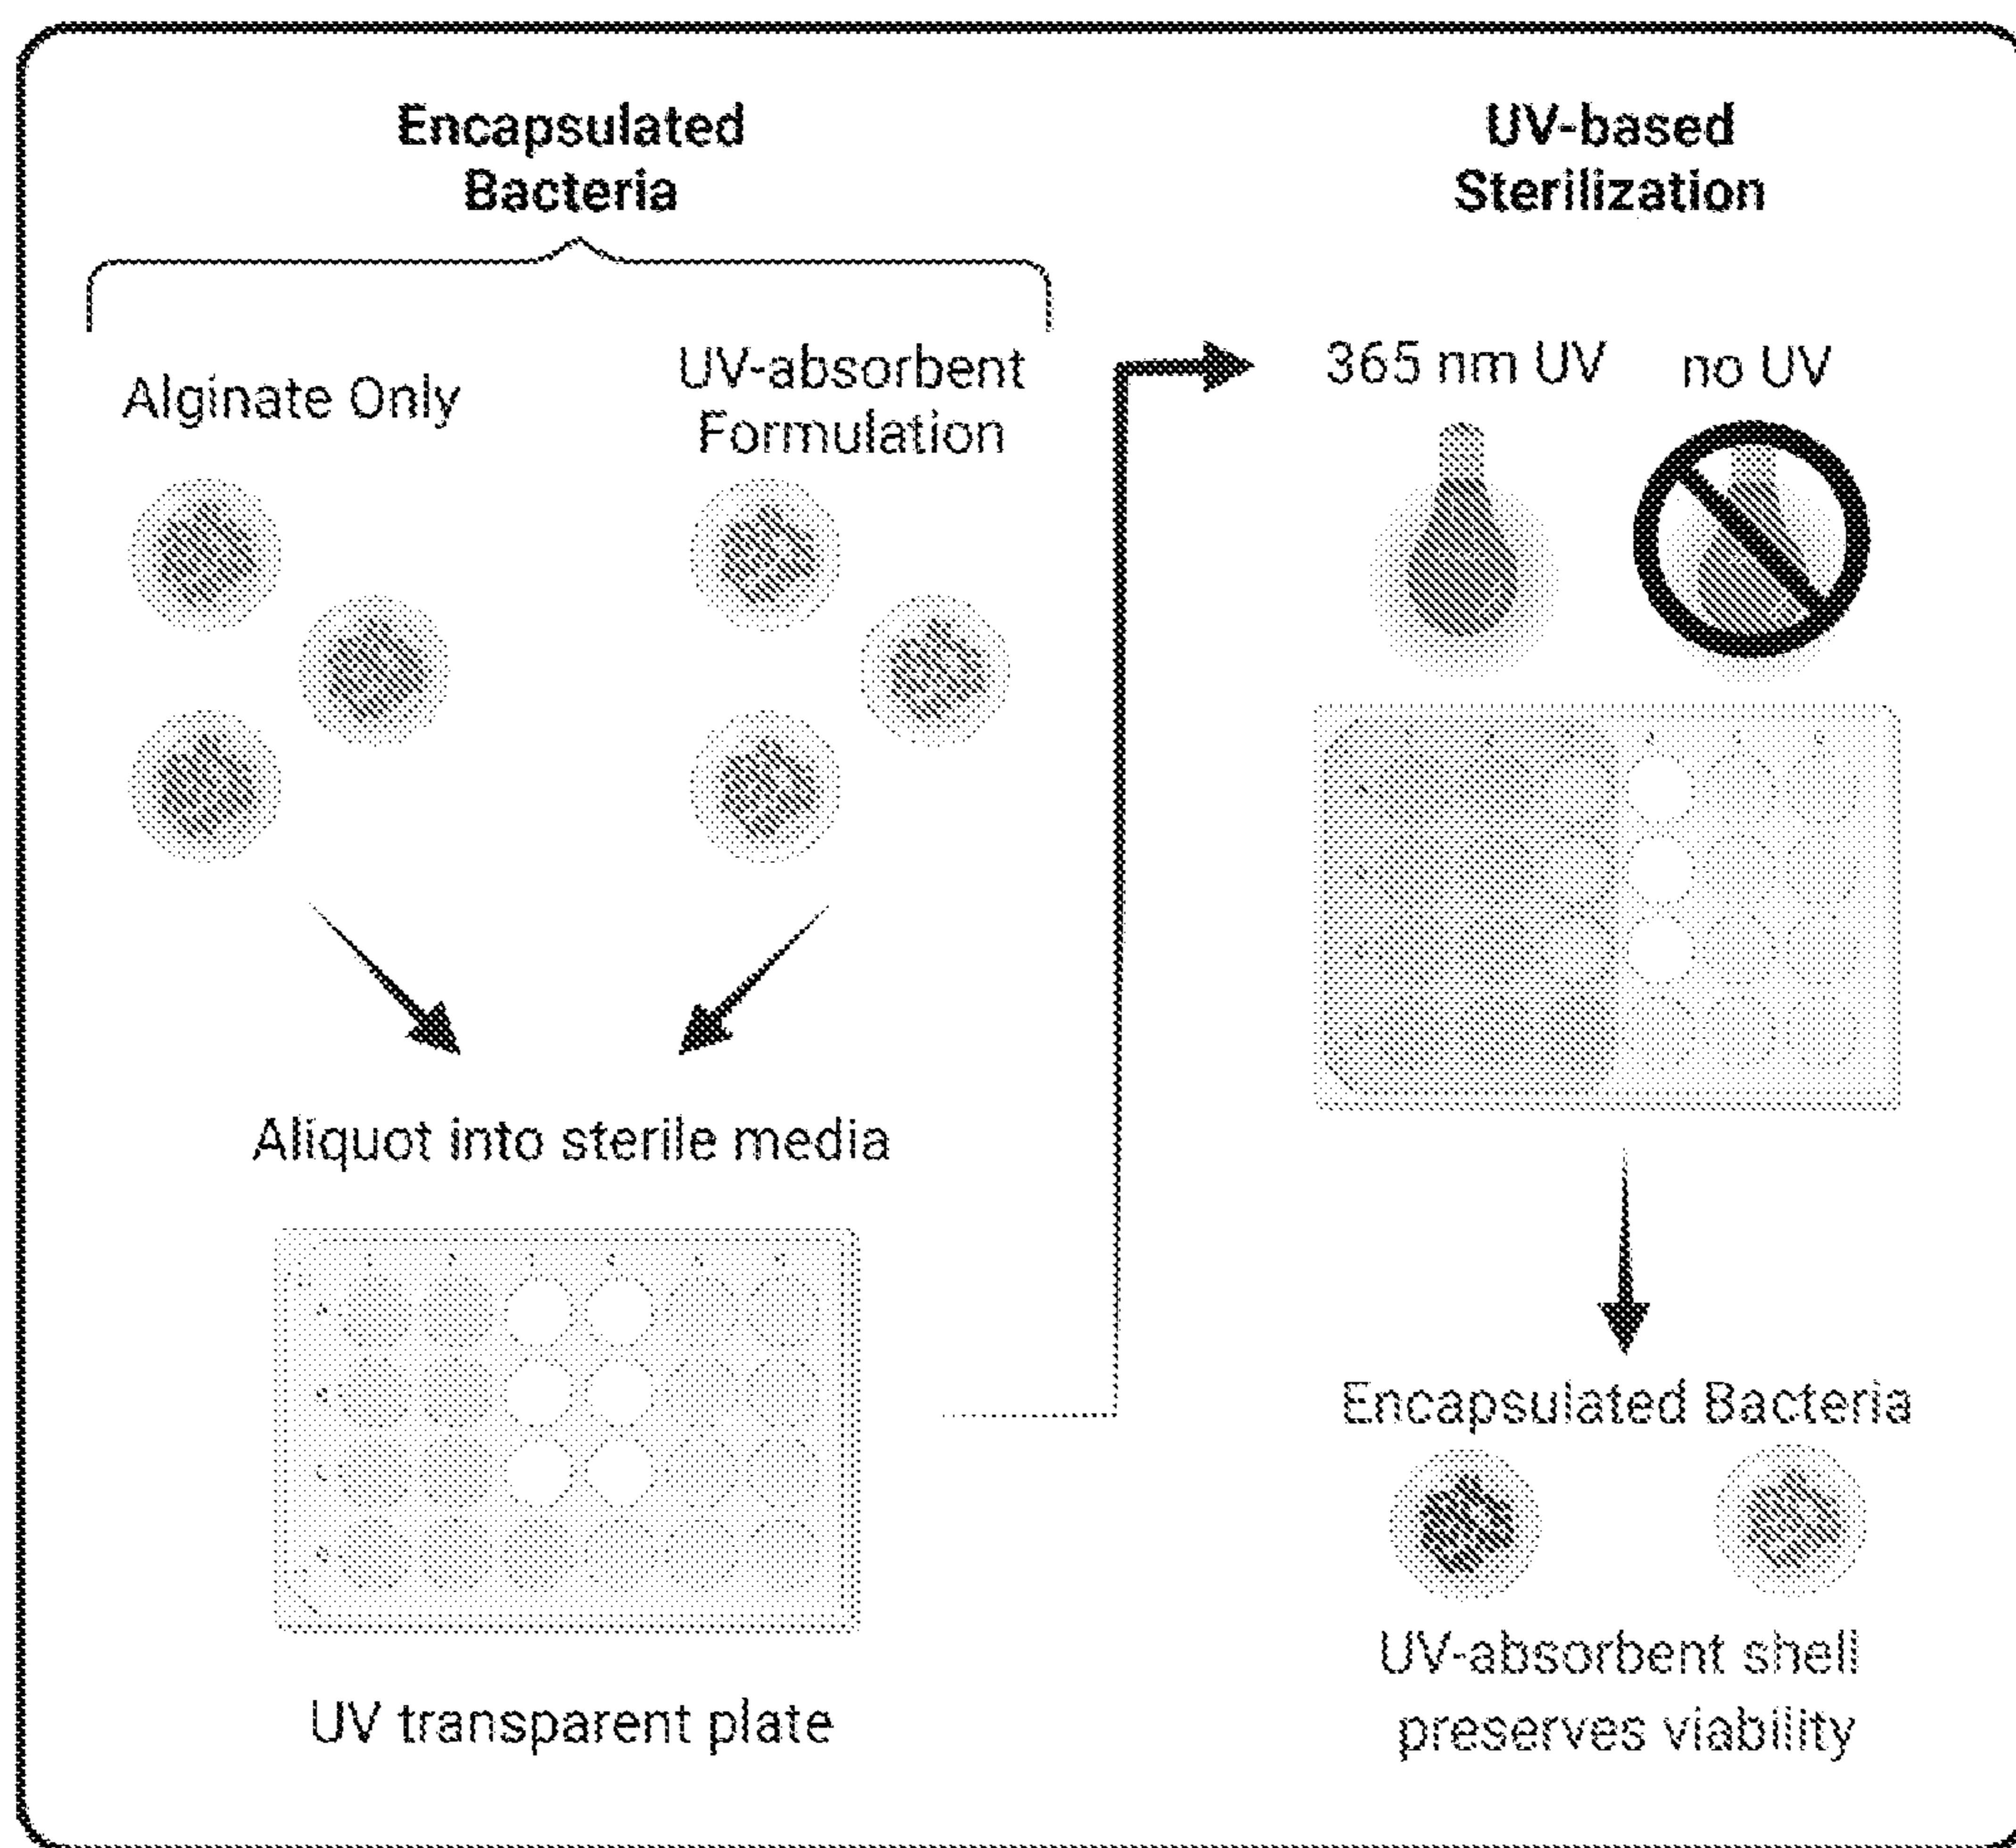 Encapsulated
Bacteria
Alginate Only
UV-absorbent
Formulation
Aliquot into sterile media
UV transparent plate
UV-based
Sterilization
365 nm UV
no UV
Encapsulated Bacteria
UV-absorbent shell
preserves viability